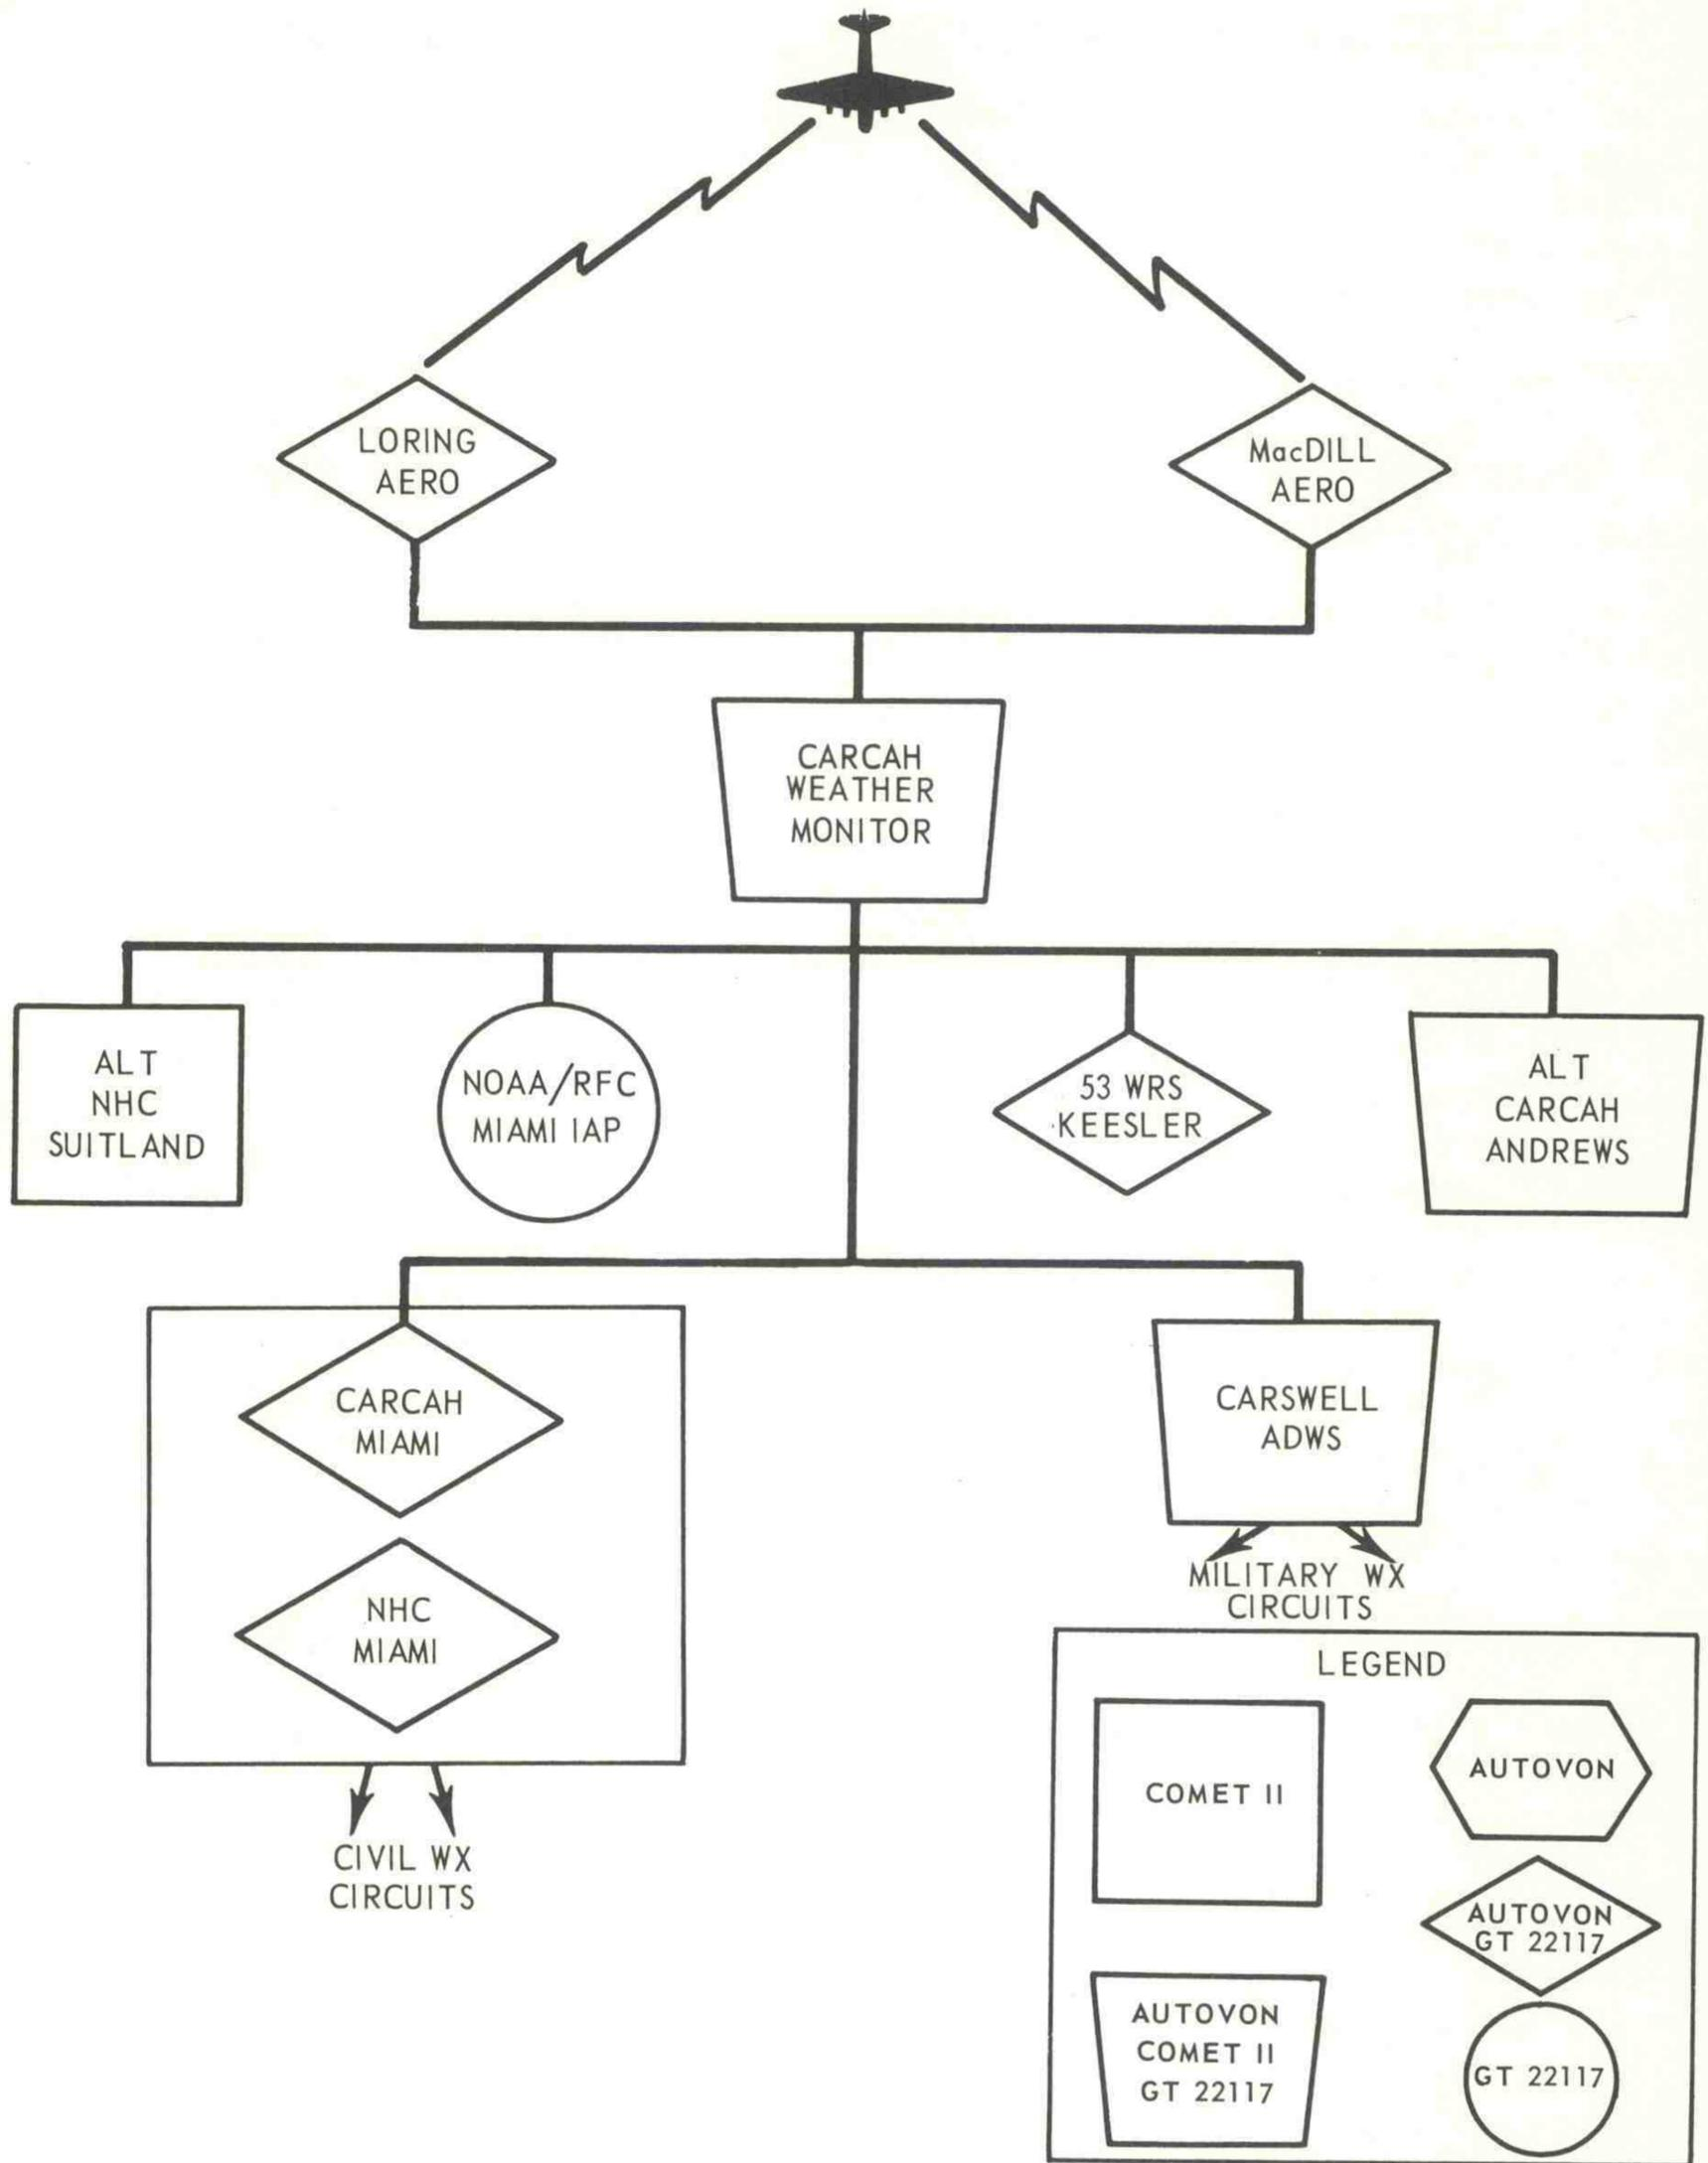 LORING
AERO
MacDILL
AERO
CARCAH
WEATHER
MONITOR
ALT
NHC
SUITLAND
NOAA/RFC
MIAMI IAP
53 WRS
KEESLER
ALT
CARCAH
ANDREWS
CARCAH
MIAMI
NHC
MIAMI
CIVIL WX
CIRCUITS
CARSWELL
ADWS
MILITARY WX
CIRCUITS
LEGEND
COMET II
AUTOVON
AUTOVON
GT 22117
AUTOVON
COMET II
GT 22117
GT 22117